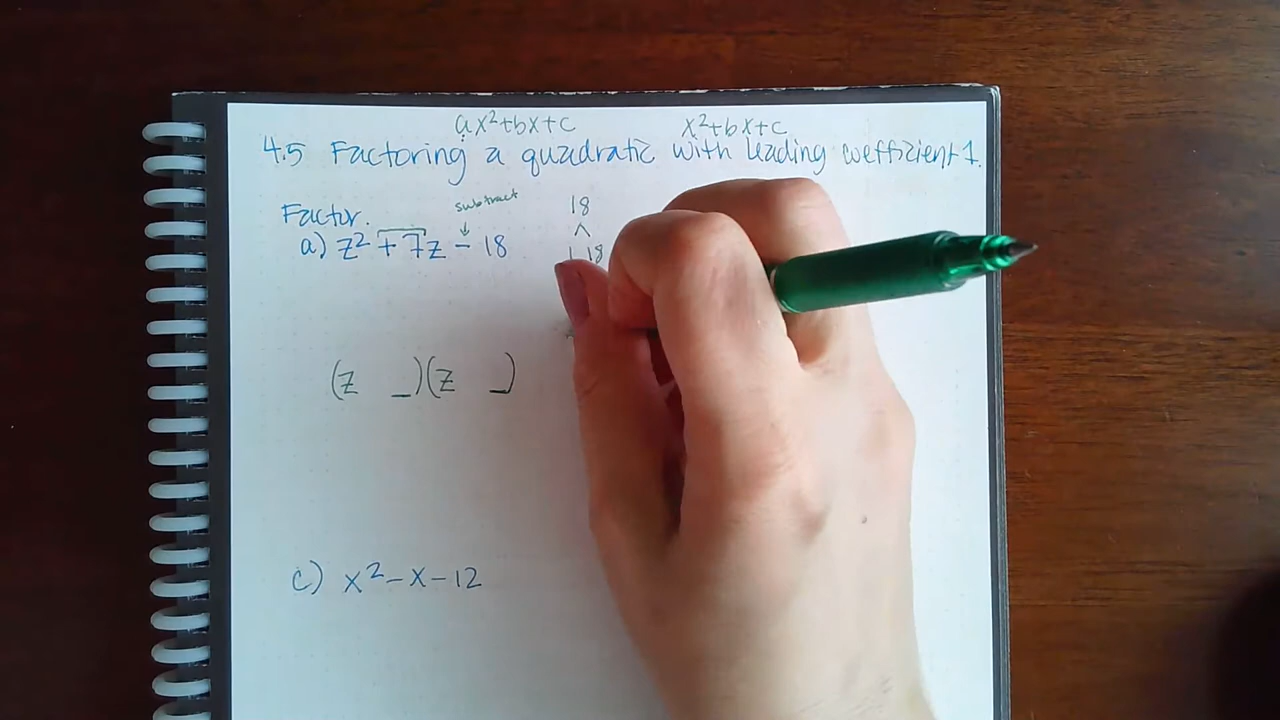 ax²+bx+c x²+bx+c
4.5 Factoring a quadratic with leading coefficient 1.
subtract 18
Factor.
a) z² + 7z - 18 1 18
(z _)(z _)
c) x² - x - 12